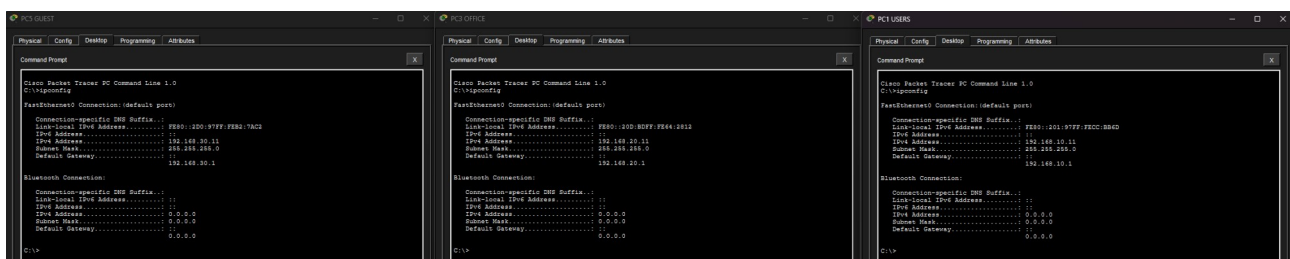 PC5 GUEST
Physical Config Desktop Programming Attributes
Command Prompt
X
Cisco Packet Tracer PC Command Line 1.0
C:\>ipconfig
FastEthernet0 Connection:(default port)
Connection-specific DNS Suffix..:
Link-local IPv6 Address.........: FE80::2D0:97FF:FEB2:7AC2
IPv6 Address....................: ::
IPv4 Address....................: 192.168.30.11
Subnet Mask.....................: 255.255.255.0
Default Gateway.................: ::
192.168.30.1
Bluetooth Connection:
Connection-specific DNS Suffix..:
Link-local IPv6 Address.........: ::
IPv6 Address....................: ::
IPv4 Address....................: 0.0.0.0
Subnet Mask.....................: 0.0.0.0
Default Gateway.................: ::
0.0.0.0
C:\>
PC3 OFFICE
Physical Config Desktop Programming Attributes
Command Prompt
X
Cisco Packet Tracer PC Command Line 1.0
C:\>ipconfig
FastEthernet0 Connection:(default port)
Connection-specific DNS Suffix..:
Link-local IPv6 Address.........: FE80::20D:BDFF:FE64:2812
IPv6 Address....................: ::
IPv4 Address....................: 192.168.20.11
Subnet Mask.....................: 255.255.255.0
Default Gateway.................: ::
192.168.20.1
Bluetooth Connection:
Connection-specific DNS Suffix..:
Link-local IPv6 Address.........: ::
IPv6 Address....................: ::
IPv4 Address....................: 0.0.0.0
Subnet Mask.....................: 0.0.0.0
Default Gateway.................: ::
0.0.0.0
C:\>
PC1 USERS
Physical Config Desktop Programming Attributes
Command Prompt
X
Cisco Packet Tracer PC Command Line 1.0
C:\>ipconfig
FastEthernet0 Connection:(default port)
Connection-specific DNS Suffix..:
Link-local IPv6 Address.........: FE80::201:97FF:FECC:BB6D
IPv6 Address....................: ::
IPv4 Address....................: 192.168.10.11
Subnet Mask.....................: 255.255.255.0
Default Gateway.................: ::
192.168.10.1
Bluetooth Connection:
Connection-specific DNS Suffix..:
Link-local IPv6 Address.........: ::
IPv6 Address....................: ::
IPv4 Address....................: 0.0.0.0
Subnet Mask.....................: 0.0.0.0
Default Gateway.................: ::
0.0.0.0
C:\>